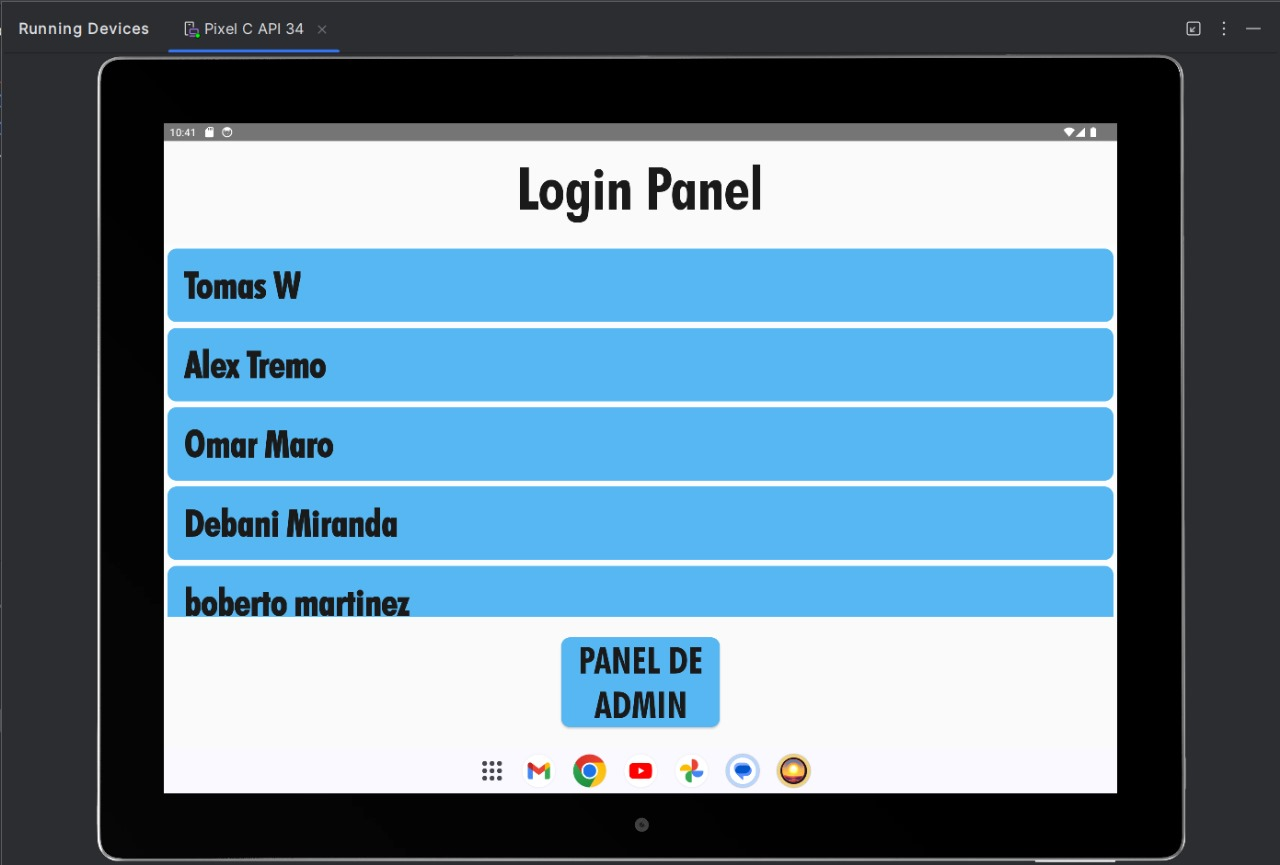 Running Devices
Pixel C API 34
10:41
Login Panel
Tomas W
Alex Tremo
Omar Maro
Debani Miranda
boberto martinez
PANEL DE
ADMIN